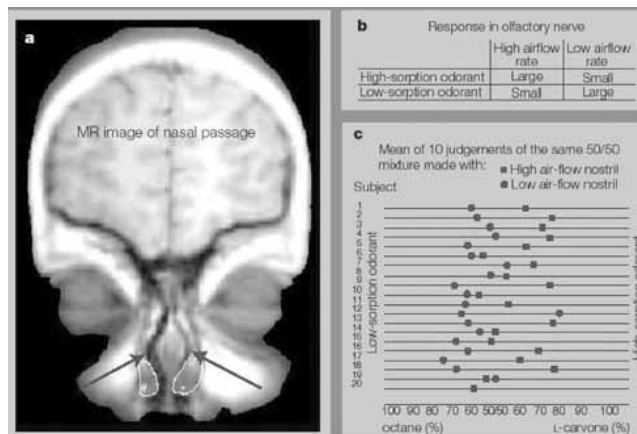 a
MR image of nasal passage
b
Response in olfactory nerve
High airflow rate
Low airflow rate
High-sorption odorant Large Small
Low-sorption odorant Small Large
c
Mean of 10 judgements of the same 50/50
mixture made with:
High air-flow nostril
Low air-flow nostril
Subject
1
2
3
4
5
6
7
8
9
10
11
12
13
14
15
16
17
18
19
20
Low-sorption odorant
100 90 80 70 60 50/50 60 70 80 90 100
octane (%) L-carvone (%)